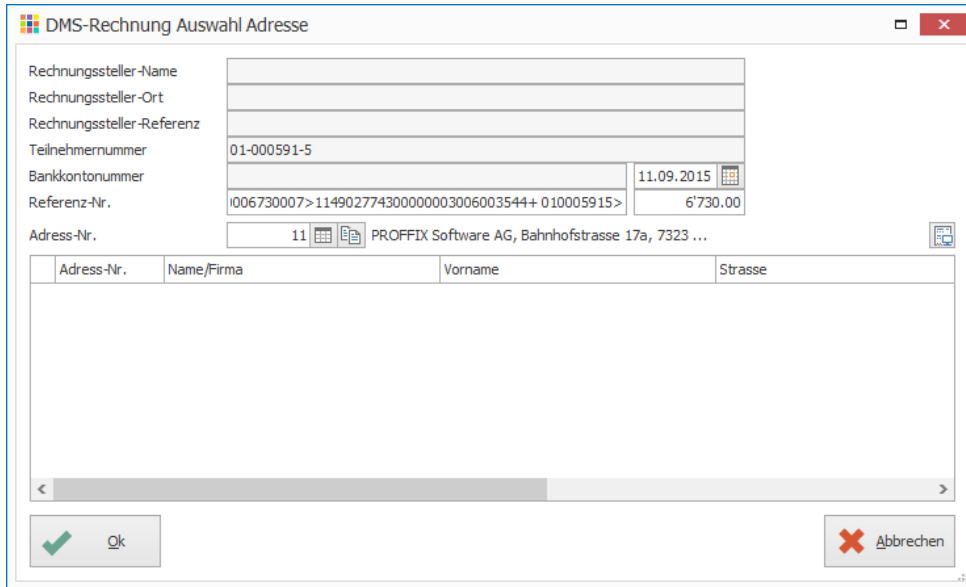 DMS-Rechnung Auswahl Adresse
Rechnungssteller-Name
Rechnungssteller-Ort
Rechnungssteller-Referenz
Teilnehmernummer 01-000591-5
Bankkontonummer 11.09.2015
Referenz-Nr. 0006730007>114902774300000003006003544+ 010005915> 6'730.00
Adress-Nr. 11 PROFFIX Software AG, Bahnhofstrasse 17a, 7323 ...
Adress-Nr. Name/Firma Vorname Strasse
Ok Abbrechen